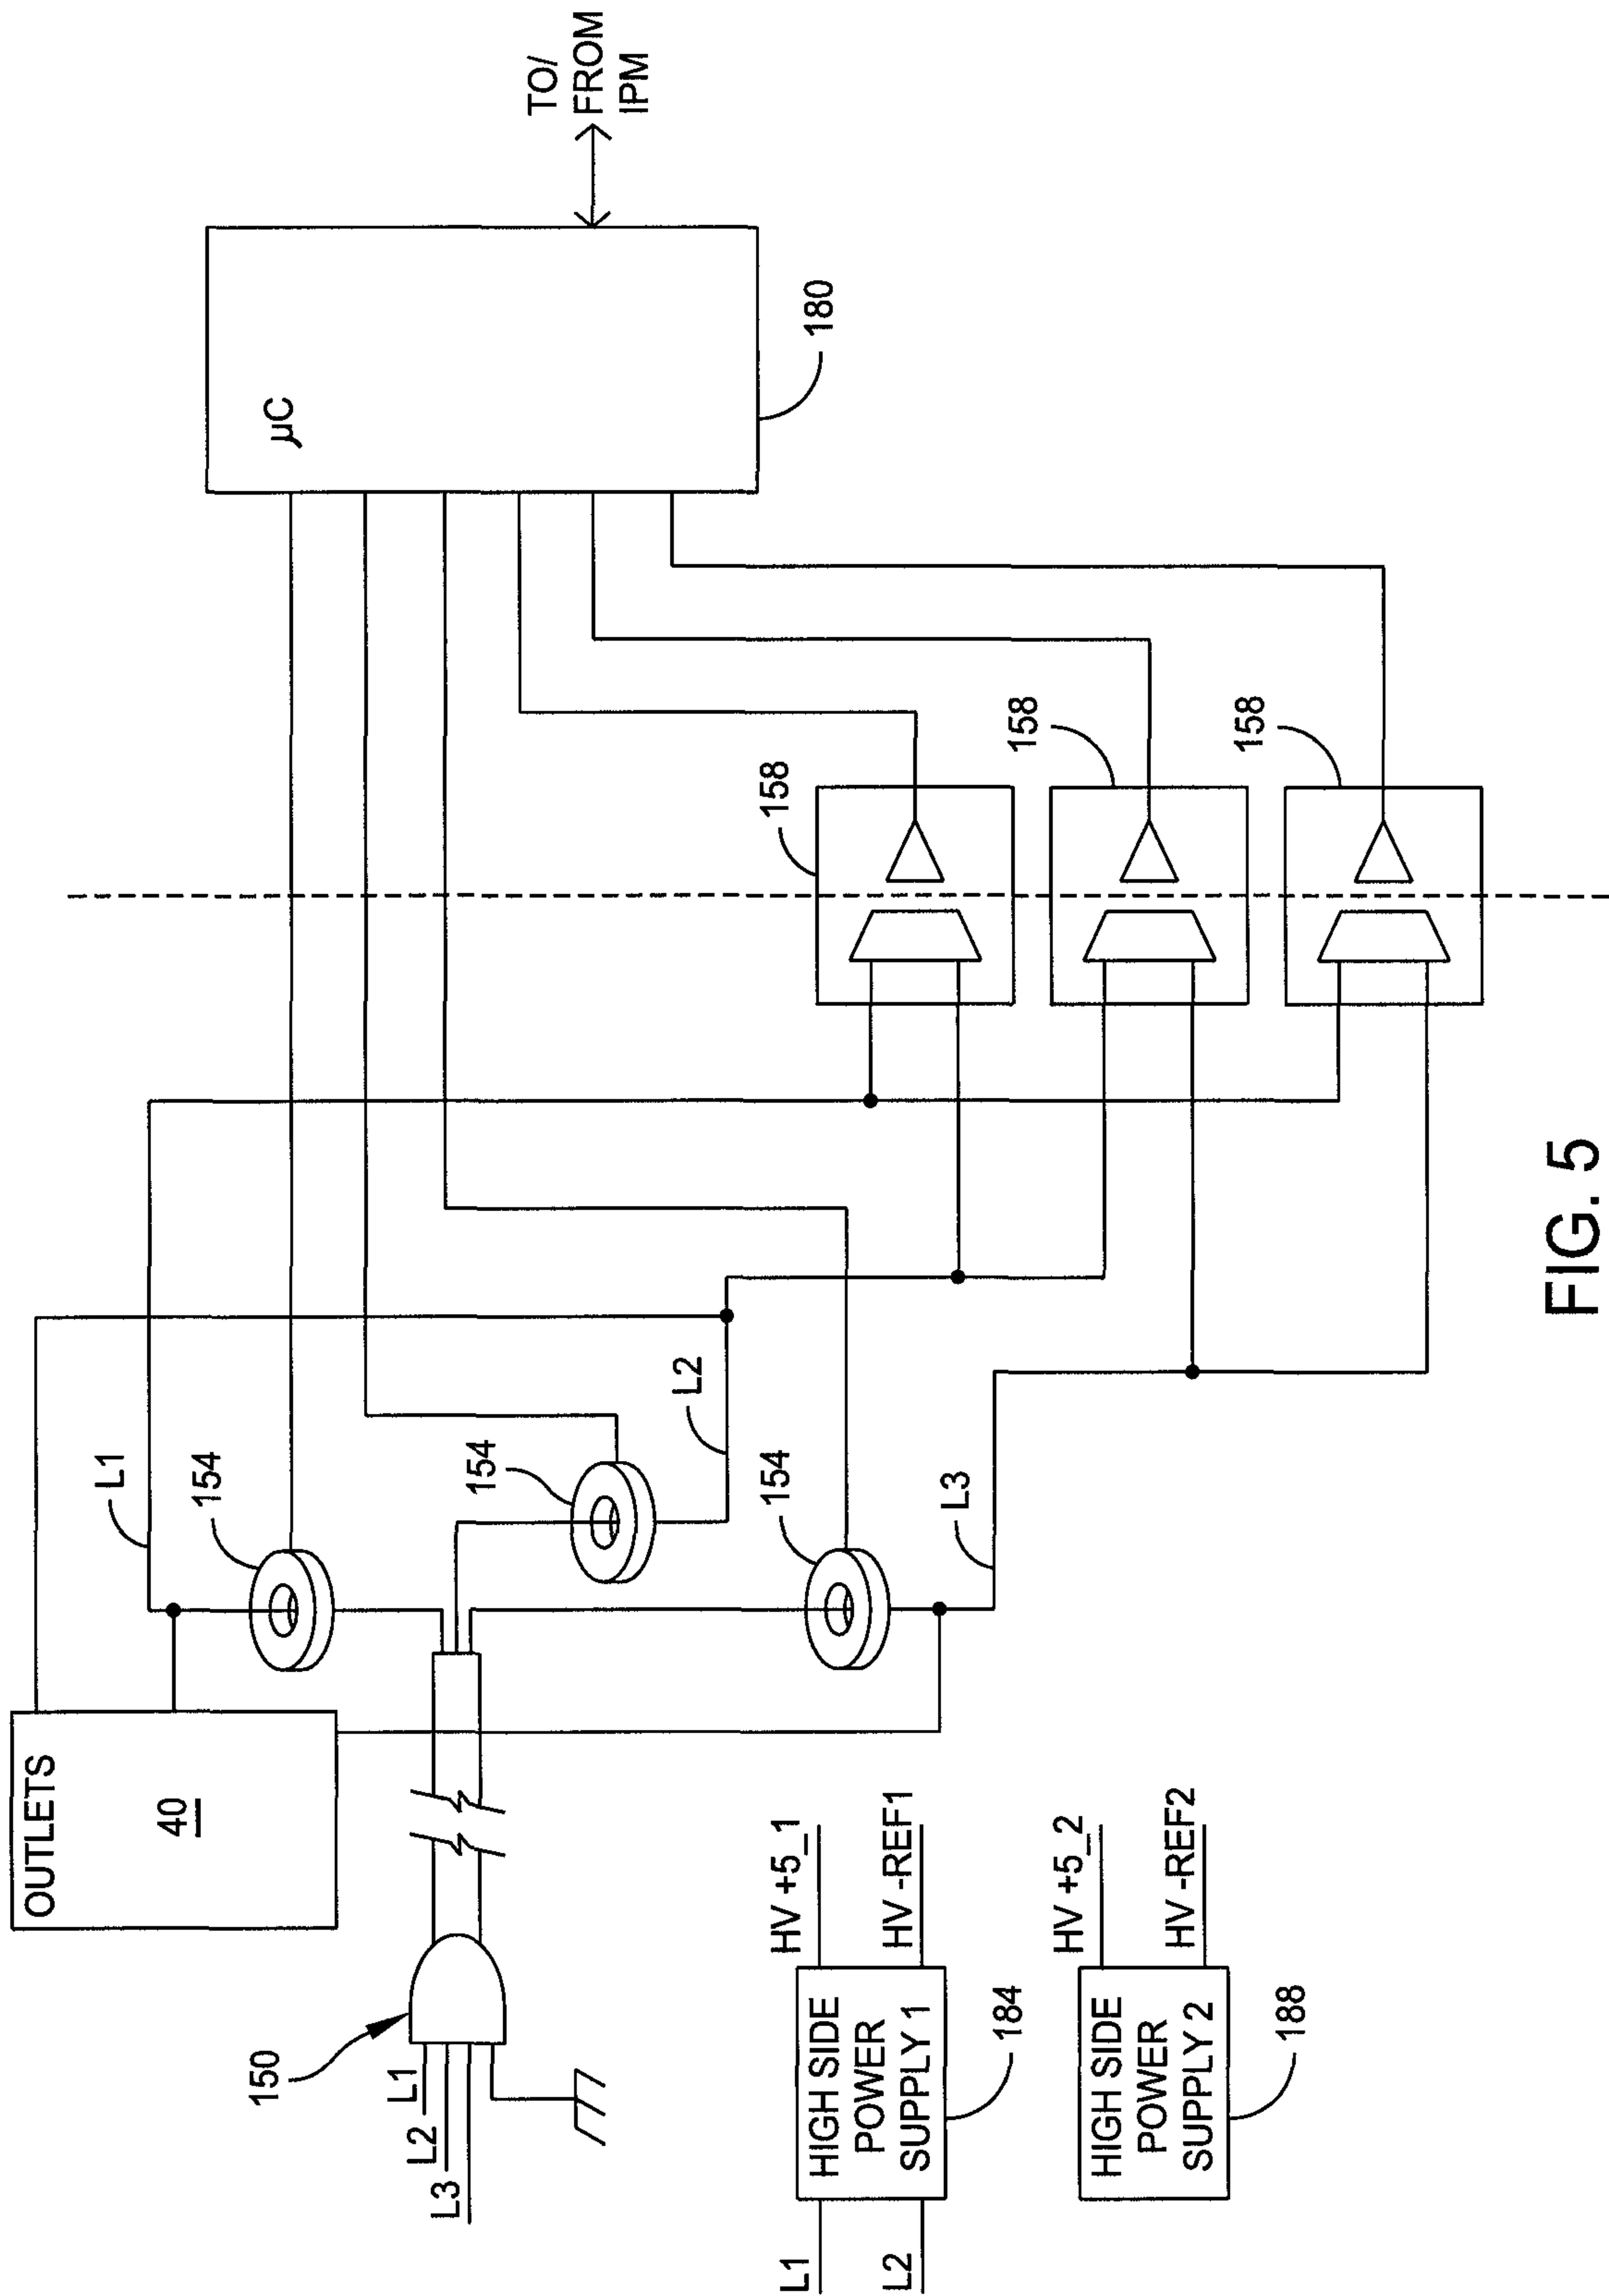 OUTLETS
40
L1
154
µC
TO/
FROM
IPM
180
150
L1
L2
L3
154
L2
154
L3
158
158
158
L1
L2
HIGH SIDE
POWER
SUPPLY 1
184
HV +5_1
HV -REF1
HIGH SIDE
POWER
SUPPLY 2
188
HV +5_2
HV -REF2
FIG. 5